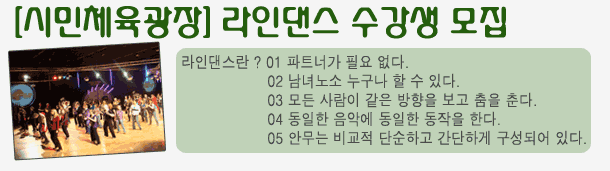 [시민체육광장] 라인댄스 수강생 모집
라인댄스란 ? 01 파트너가 필요 없다.
02 남녀노소 누구나 할 수 있다.
03 모든 사람이 같은 방향을 보고 춤을 춘다.
04 동일한 음악에 동일한 동작을 한다.
05 안무는 비교적 단순하고 간단하게 구성되어 있다.